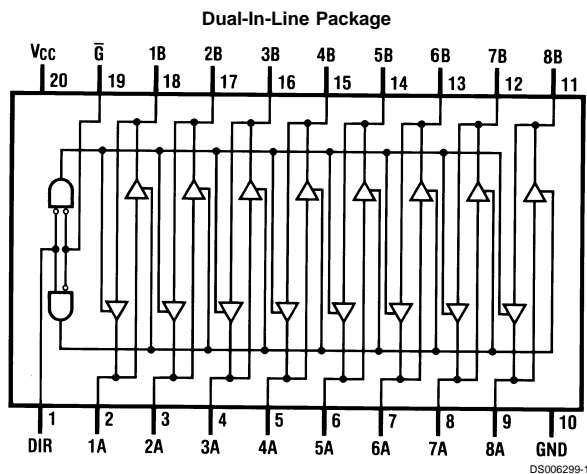 Dual-In-Line Package
VCC G 1B 2B 3B 4B 5B 6B 7B 8B
20 19 18 17 16 15 14 13 12 11
1 2 3 4 5 6 7 8 9 10
DIR 1A 2A 3A 4A 5A 6A 7A 8A GND
DS006299-1